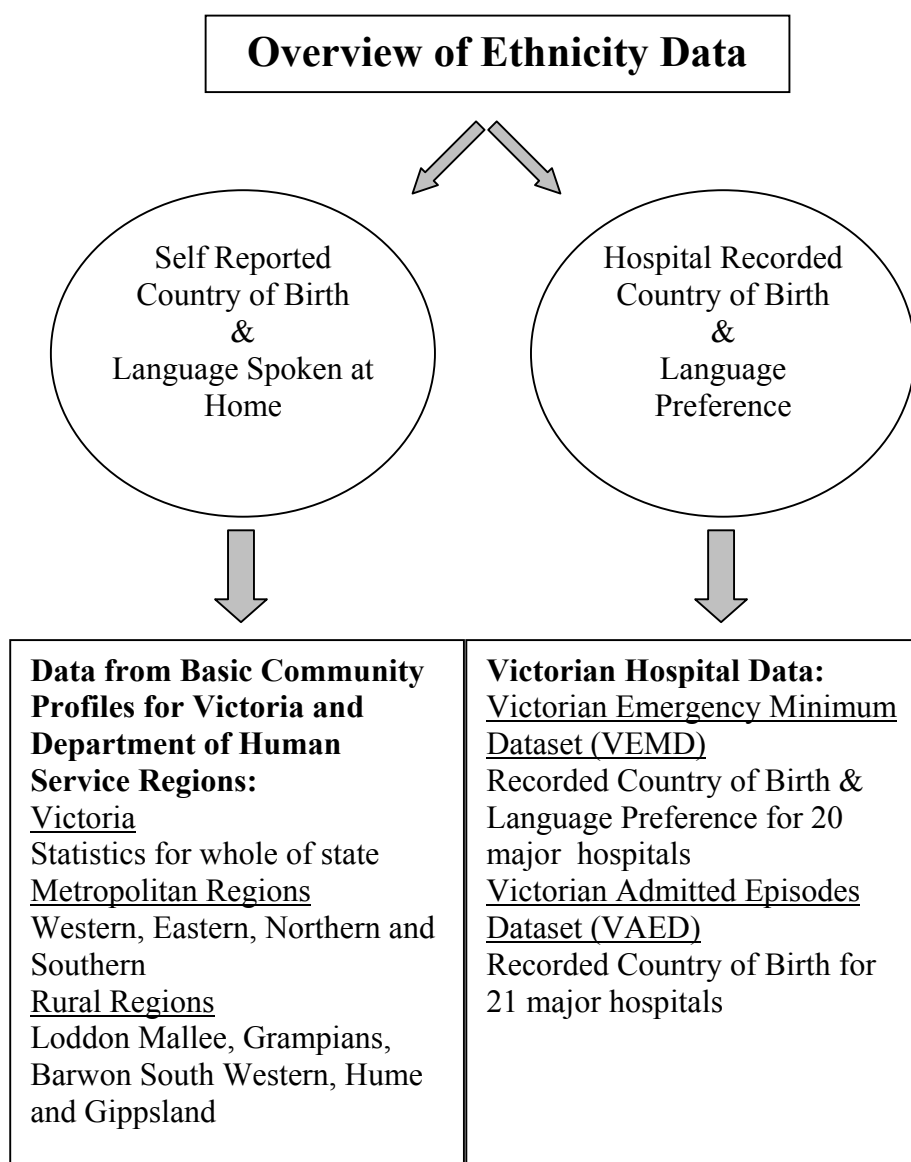 Overview of Ethnicity Data
Self Reported
Country of Birth
&
Language Spoken at
Home
Hospital Recorded
Country of Birth
&
Language
Preference
Data from Basic Community
Profiles for Victoria and
Department of Human
Service Regions:
Victoria
Statistics for whole of state
Metropolitan Regions
Western, Eastern, Northern and
Southern
Rural Regions
Loddon Mallee, Grampians,
Barwon South Western, Hume
and Gippsland
Victorian Hospital Data:
Victorian Emergency Minimum
Dataset (VEMD)
Recorded Country of Birth &
Language Preference for 20
major hospitals
Victorian Admitted Episodes
Dataset (VAED)
Recorded Country of Birth for
21 major hospitals